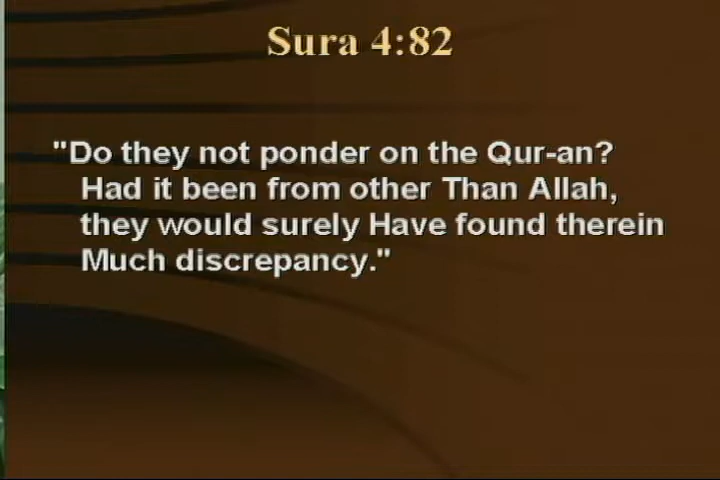 Sura 4:82
"Do they not ponder on the Qur-an?
Had it been from other Than Allah,
they would surely Have found therein
Much discrepancy."